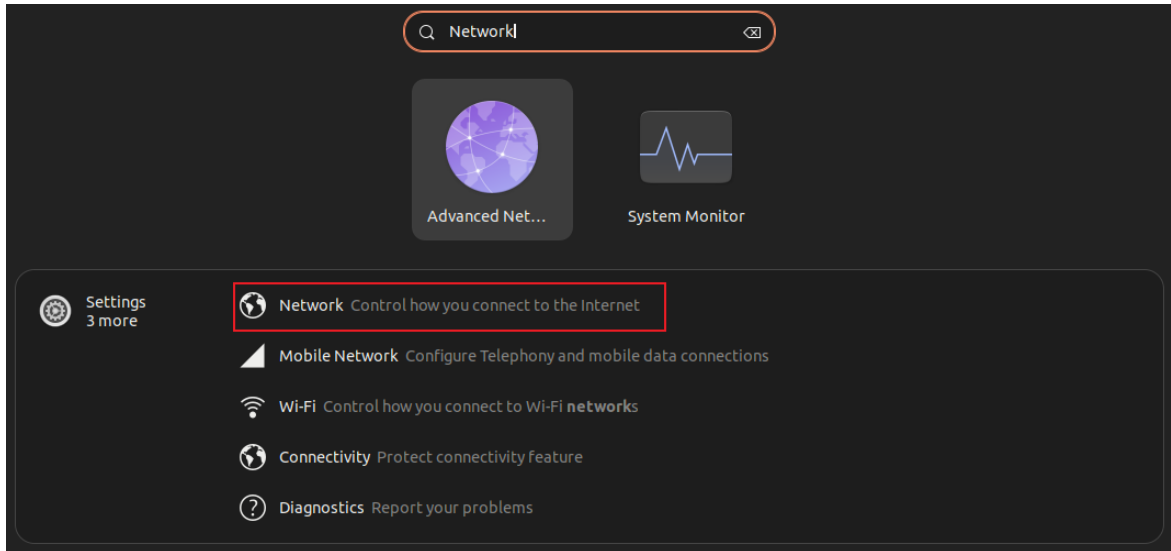 Network
Advanced Net...
System Monitor
Settings
3 more
Network Control how you connect to the Internet
Mobile Network Configure Telephony and mobile data connections
Wi-Fi Control how you connect to Wi-Fi networks
Connectivity Protect connectivity feature
Diagnostics Report your problems